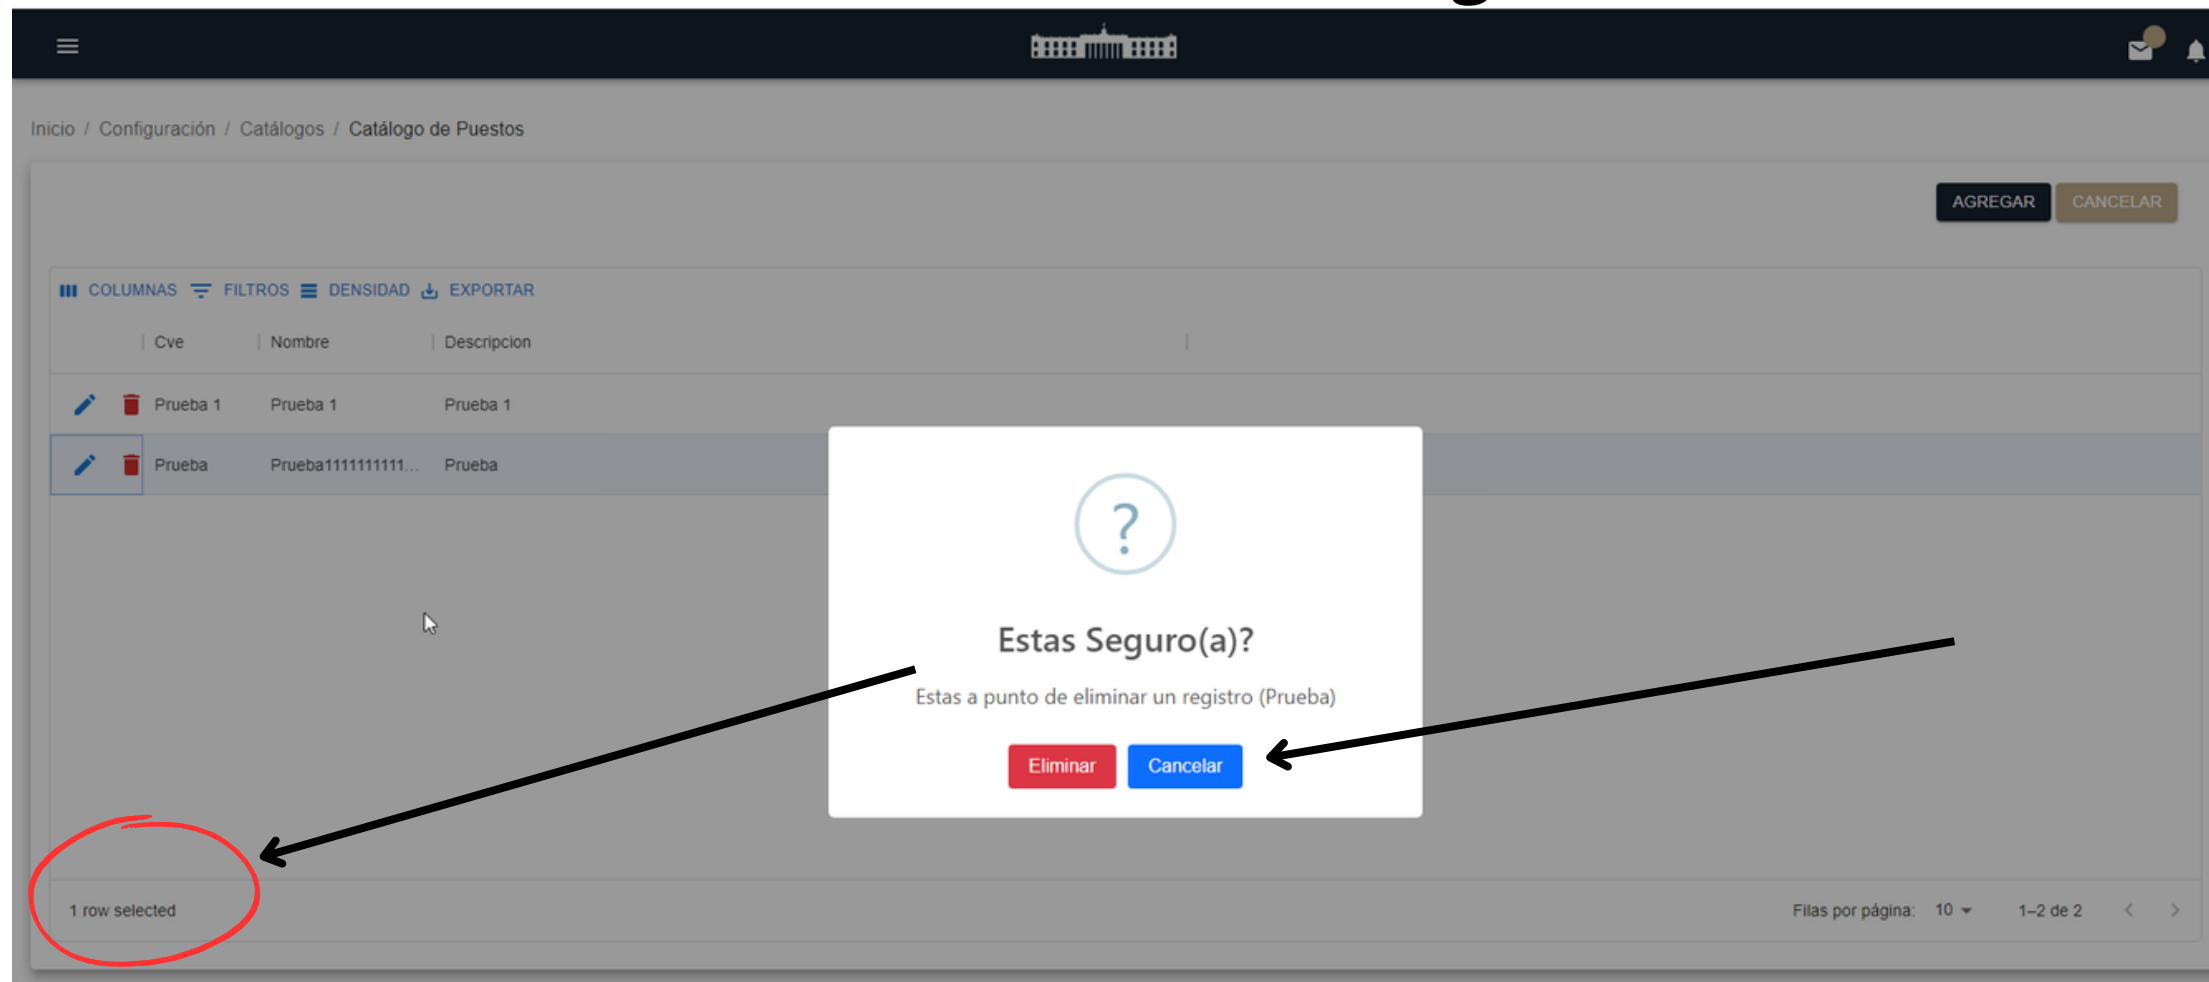 Inicio / Configuración / Catálogos / Catálogo de Puestos
AGREGAR CANCELAR
COLUMNAS FILTROS DENSIDAD EXPORTAR
Cve Nombre Descripcion
Prueba 1 Prueba 1 Prueba 1
Prueba Prueba1111111111... Prueba
?
Estas Seguro(a)?
Estas a punto de eliminar un registro (Prueba)
Eliminar Cancelar
1 row selected Filas por página: 10 1–2 de 2